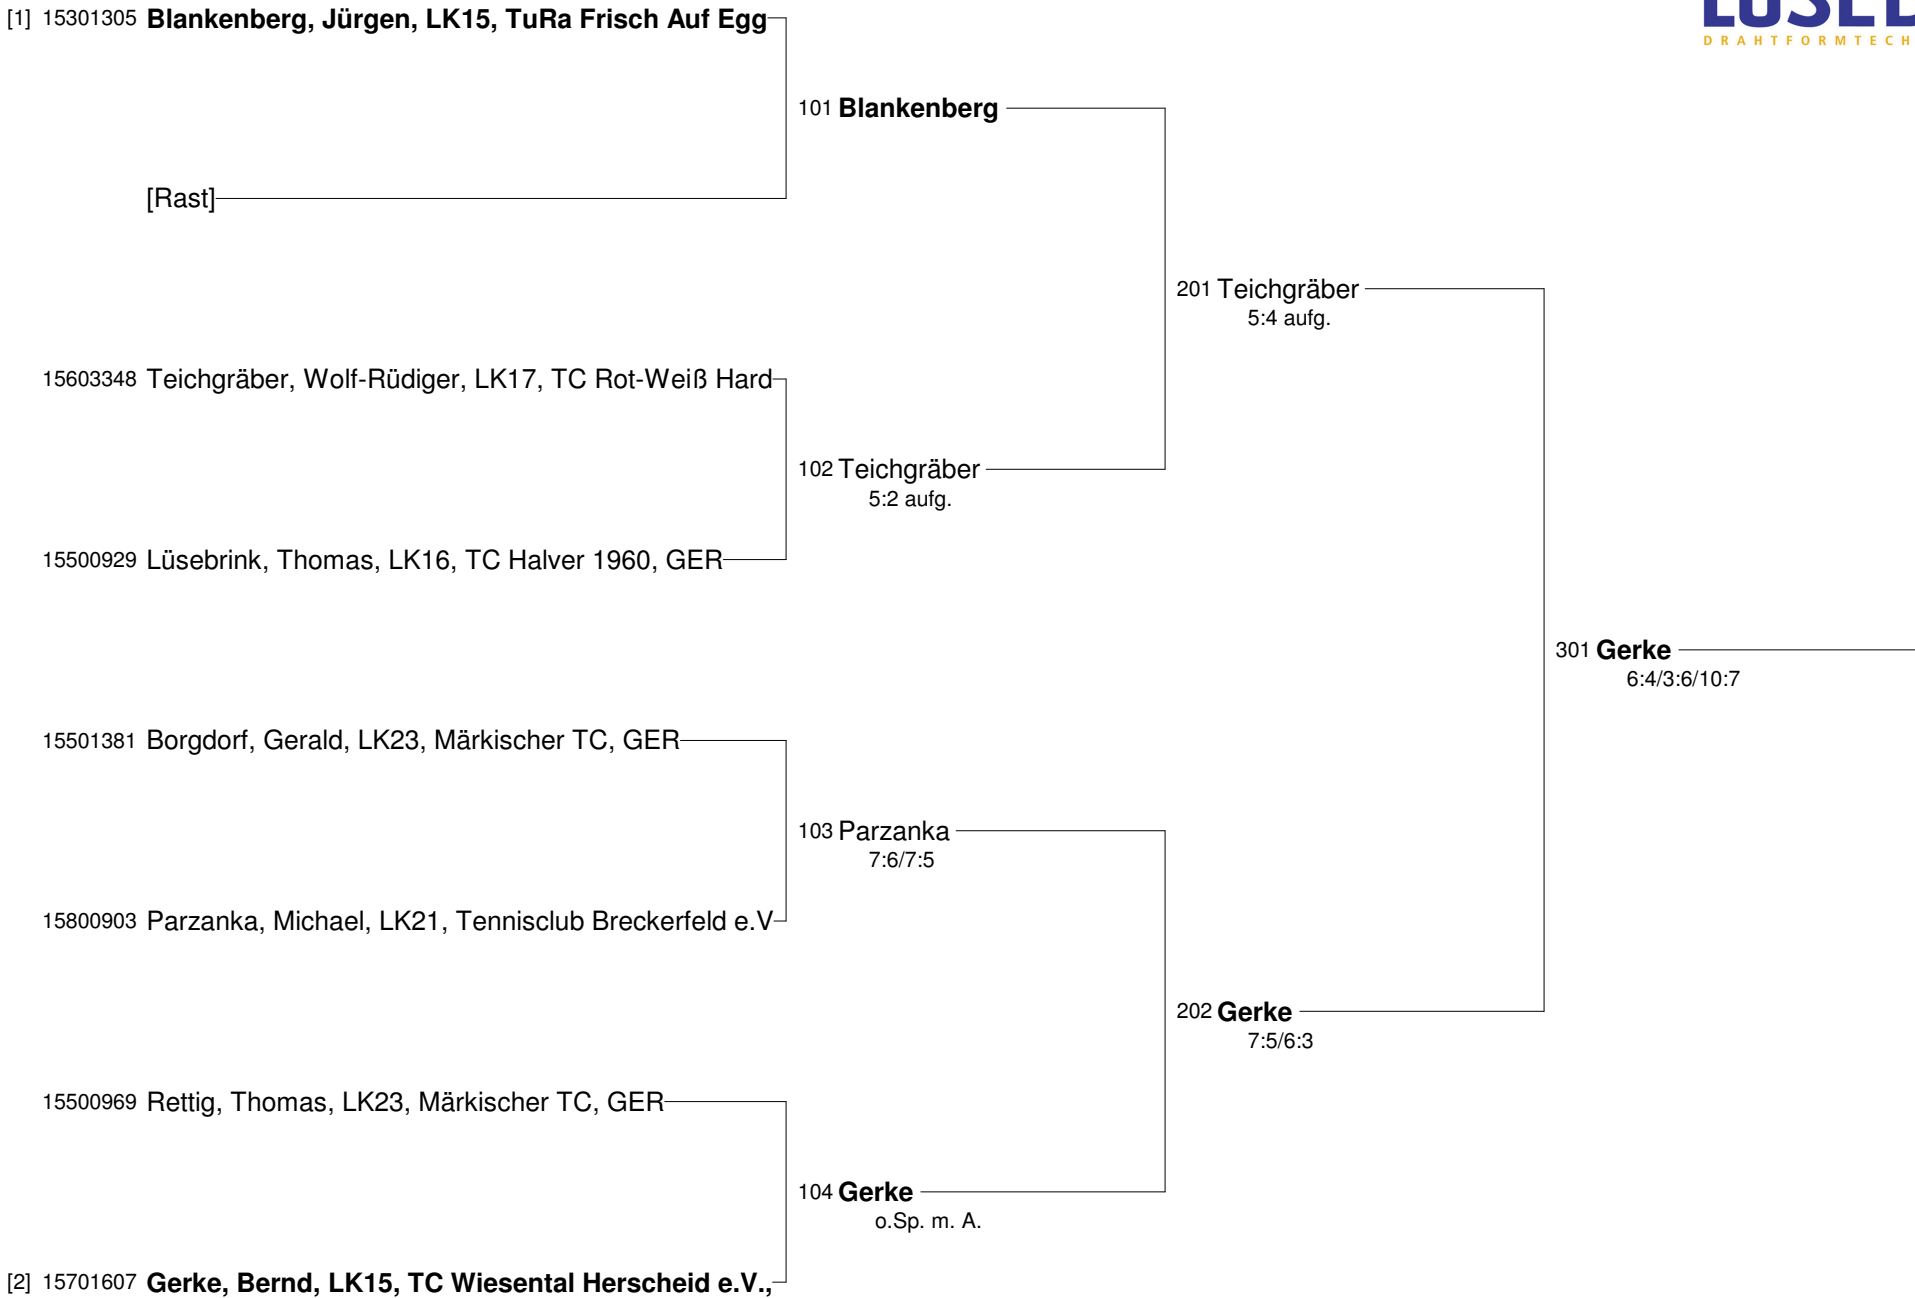 [1] 15301305 Blankenberg, Jürgen, LK15, TuRa Frisch Auf Egg
DRAHTFORMTECH
101 Blankenberg
[Rast]
201 Teichgräber
5:4 aufg.
15603348 Teichgräber, Wolf-Rüdiger, LK17, TC Rot-Weiß Hard
102 Teichgräber
5:2 aufg.
15500929 Lüsebrink, Thomas, LK16, TC Halver 1960, GER
301 Gerke
6:4/3:6/10:7
15501381 Borgdorf, Gerald, LK23, Märkischer TC, GER
103 Parzanka
7:6/7:5
15800903 Parzanka, Michael, LK21, Tennisclub Breckerfeld e.V
202 Gerke
7:5/6:3
15500969 Rettig, Thomas, LK23, Märkischer TC, GER
104 Gerke
o.Sp. m. A.
[2] 15701607 Gerke, Bernd, LK15, TC Wiesental Herscheid e.V.,